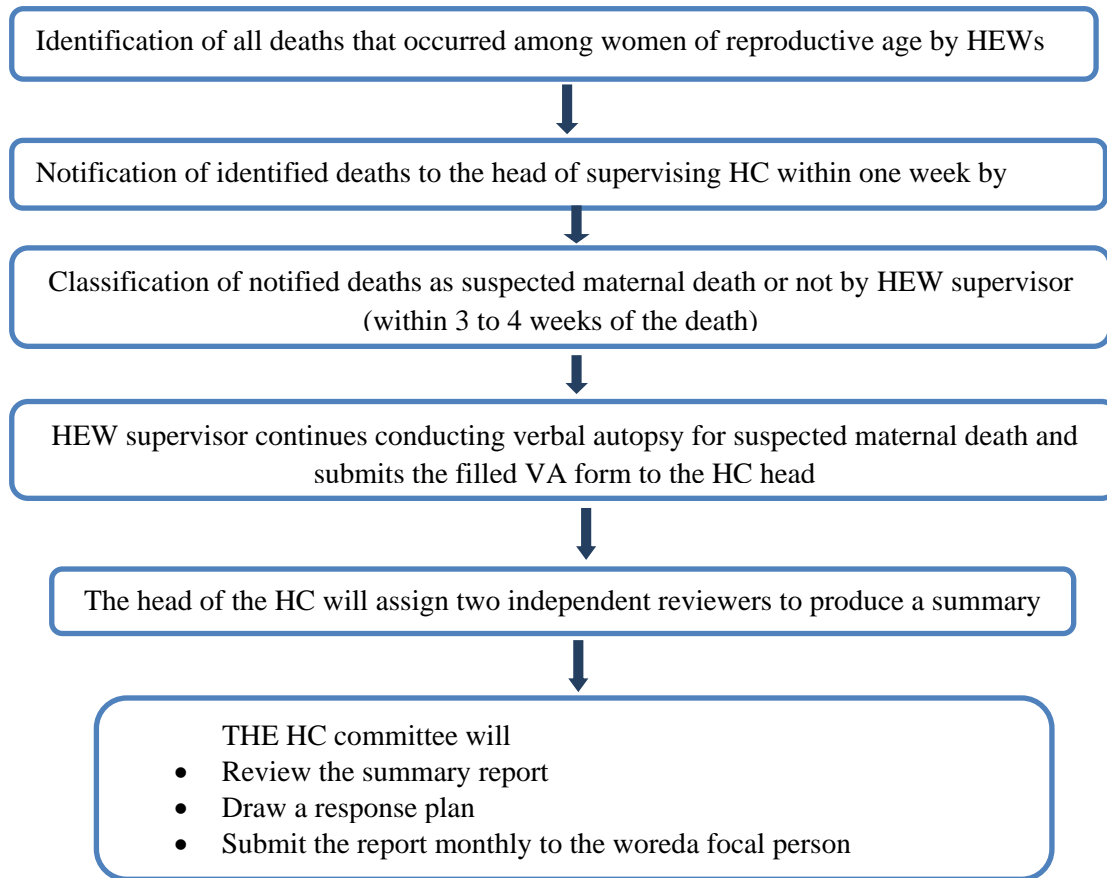 Identification of all deaths that occurred among women of reproductive age by HEWs
Notification of identified deaths to the head of supervising HC within one week by
Classification of notified deaths as suspected maternal death or not by HEW supervisor
(within 3 to 4 weeks of the death)
HEW supervisor continues conducting verbal autopsy for suspected maternal death and
submits the filled VA form to the HC head
The head of the HC will assign two independent reviewers to produce a summary
THE HC committee will
• Review the summary report
• Draw a response plan
• Submit the report monthly to the woreda focal person